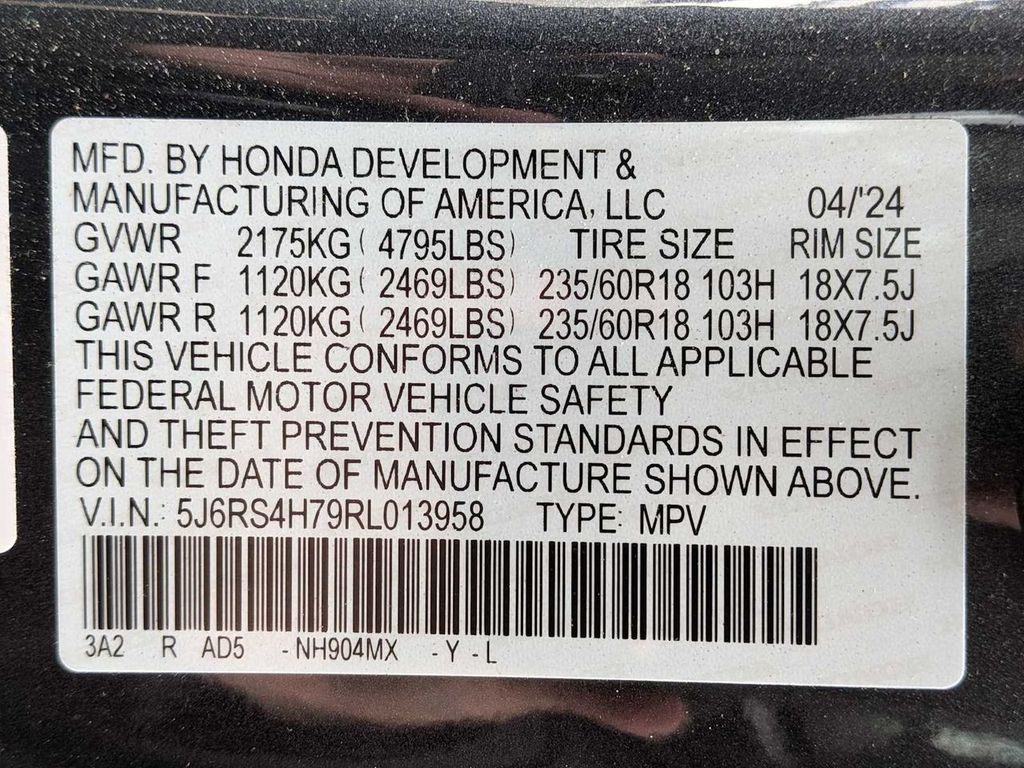 MFD. BY HONDA DEVELOPMENT &
MANUFACTURING OF AMERICA, LLC 04/'24
GVWR 2175KG ( 4795LBS) TIRE SIZE RIM SIZE
GAWR F 1120KG ( 2469LBS) 235/60R18 103H 18X7.5J
GAWR R 1120KG ( 2469LBS) 235/60R18 103H 18X7.5J
THIS VEHICLE CONFORMS TO ALL APPLICABLE
FEDERAL MOTOR VEHICLE SAFETY
AND THEFT PREVENTION STANDARDS IN EFFECT
ON THE DATE OF MANUFACTURE SHOWN ABOVE.
V.I.N.: 5J6RS4H79RL013958 TYPE: MPV
3A2 R AD5 -NH904MX -Y -L